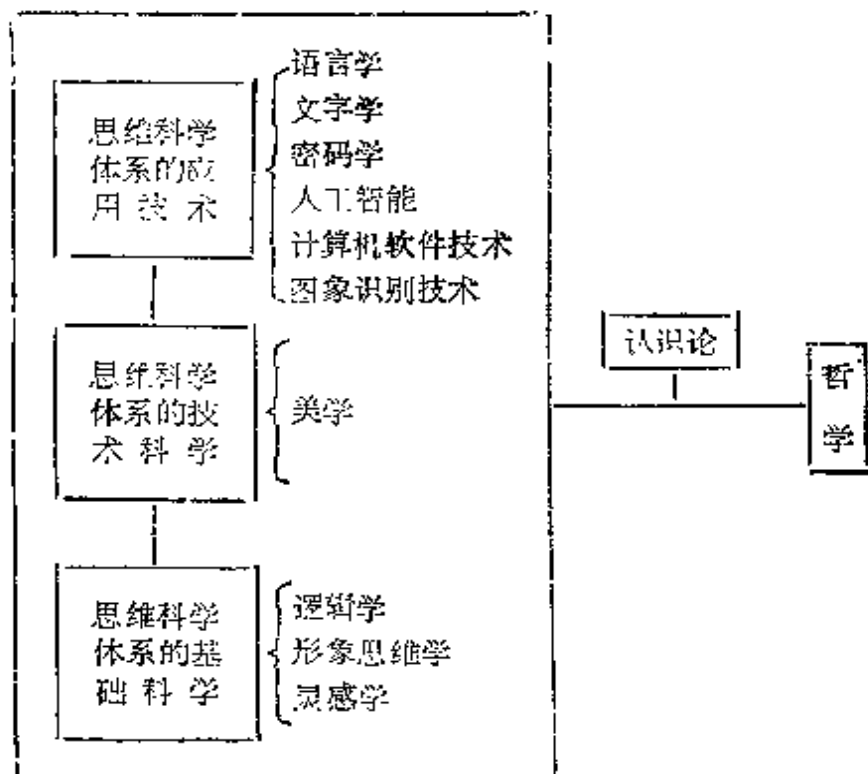 思维科学
体系的应
用技术
语言学
文字学
密码学
人工智能
计算机软件技术
图象识别技术
思维科学
体系的技
术科学
美学
思维科学
体系的基
础科学
逻辑学
形象思维学
灵感学
认识论
哲
学